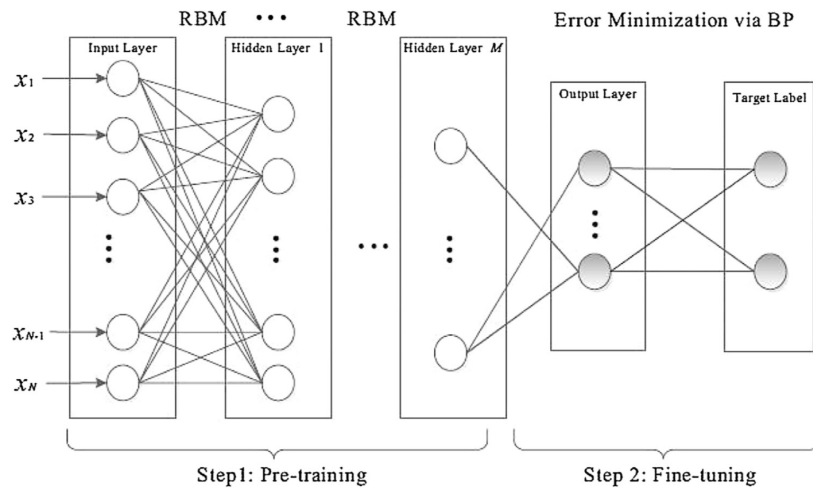 RBM ••• RBM
Error Minimization via BP
Input Layer
Hidden Layer 1
Hidden Layer M
Output Layer
Target Label
x1
x2
x3
xN-1
xN
Step1: Pre-training
Step 2: Fine-tuning